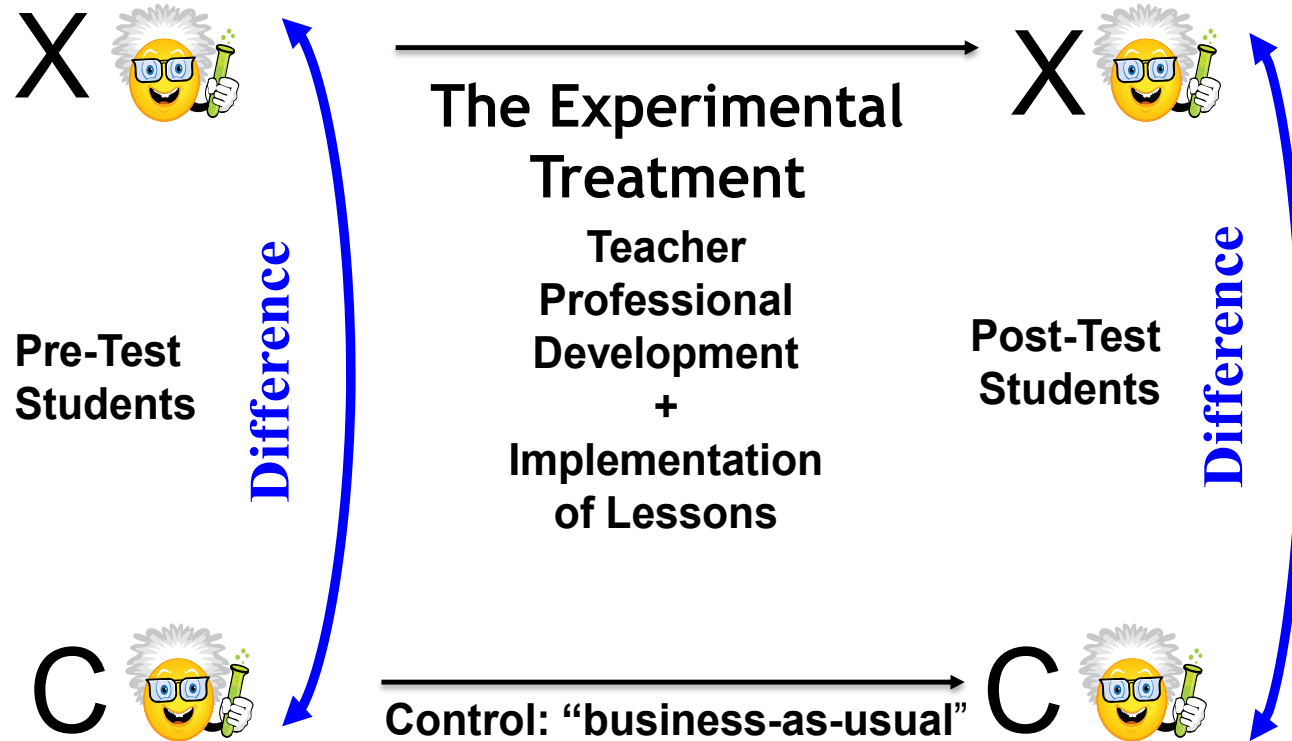 X
X
The Experimental
Treatment
Teacher
Professional
Development
+
Implementation
of Lessons
Pre-Test
Students
Difference
Post-Test
Students
Difference
C
C
Control: “business-as-usual”